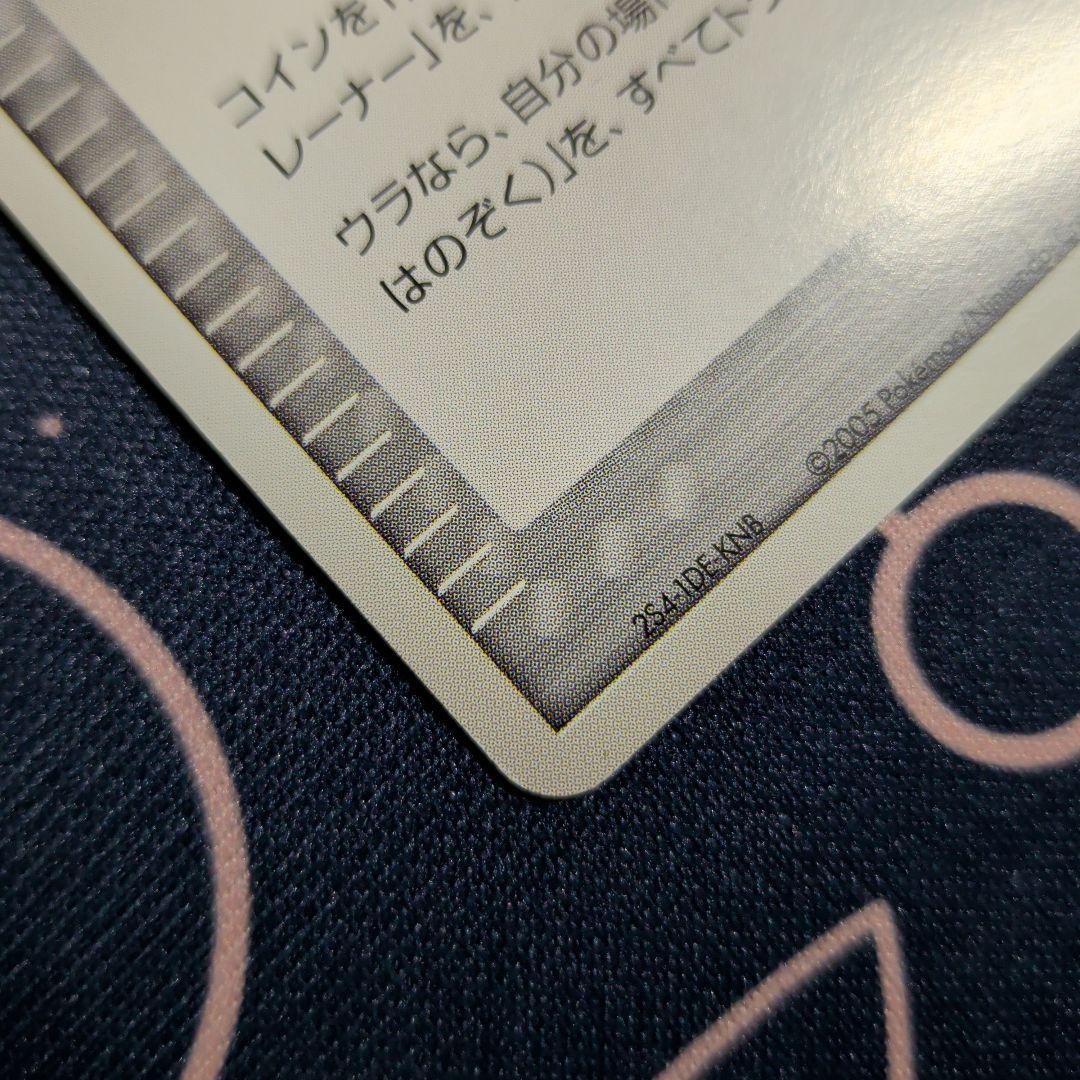 コインを
レーナー」を、
ウラなら、自分の場
はのぞく)」を、すべてト
2S4-1DE-KNB
©2005 Pokémon/Nintendo